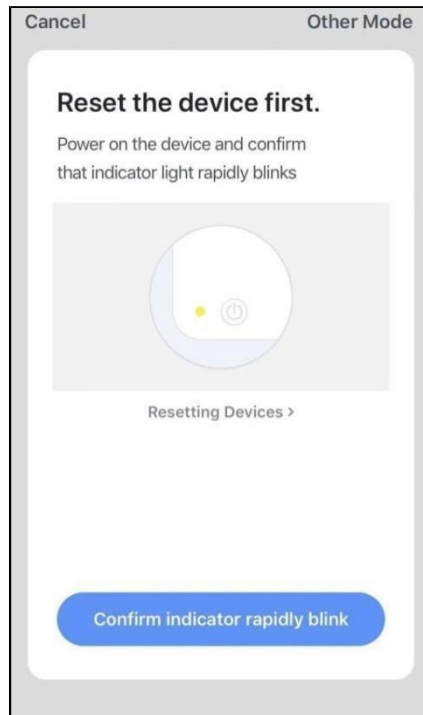 Cancel
Other Mode
Reset the device first.
Power on the device and confirm
that indicator light rapidly blinks
Resetting Devices >
Confirm indicator rapidly blink